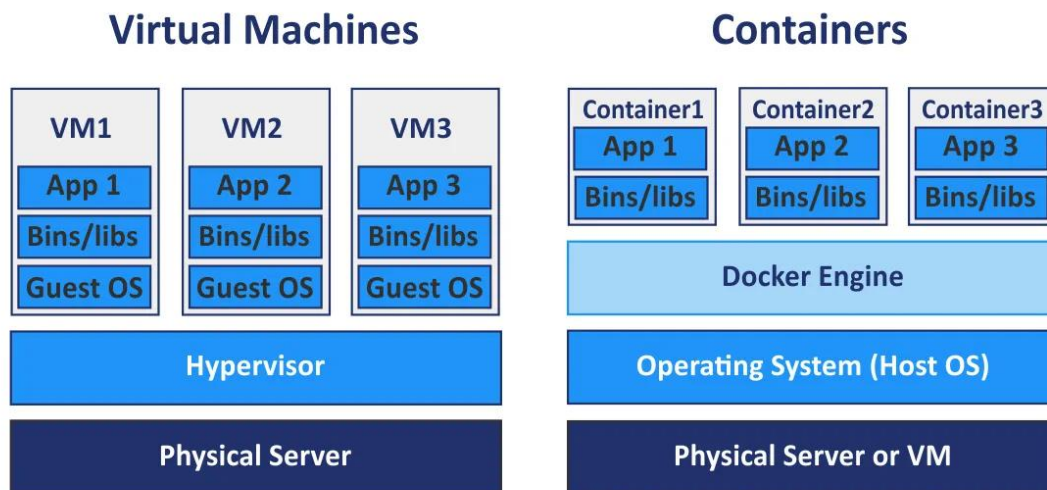 Virtual Machines
VM1
App 1
Bins/libs
Guest OS
VM2
App 2
Bins/libs
Guest OS
VM3
App 3
Bins/libs
Guest OS
Hypervisor
Physical Server
Containers
Container1
App 1
Bins/libs
Container2
App 2
Bins/libs
Container3
App 3
Bins/libs
Docker Engine
Operating System (Host OS)
Physical Server or VM